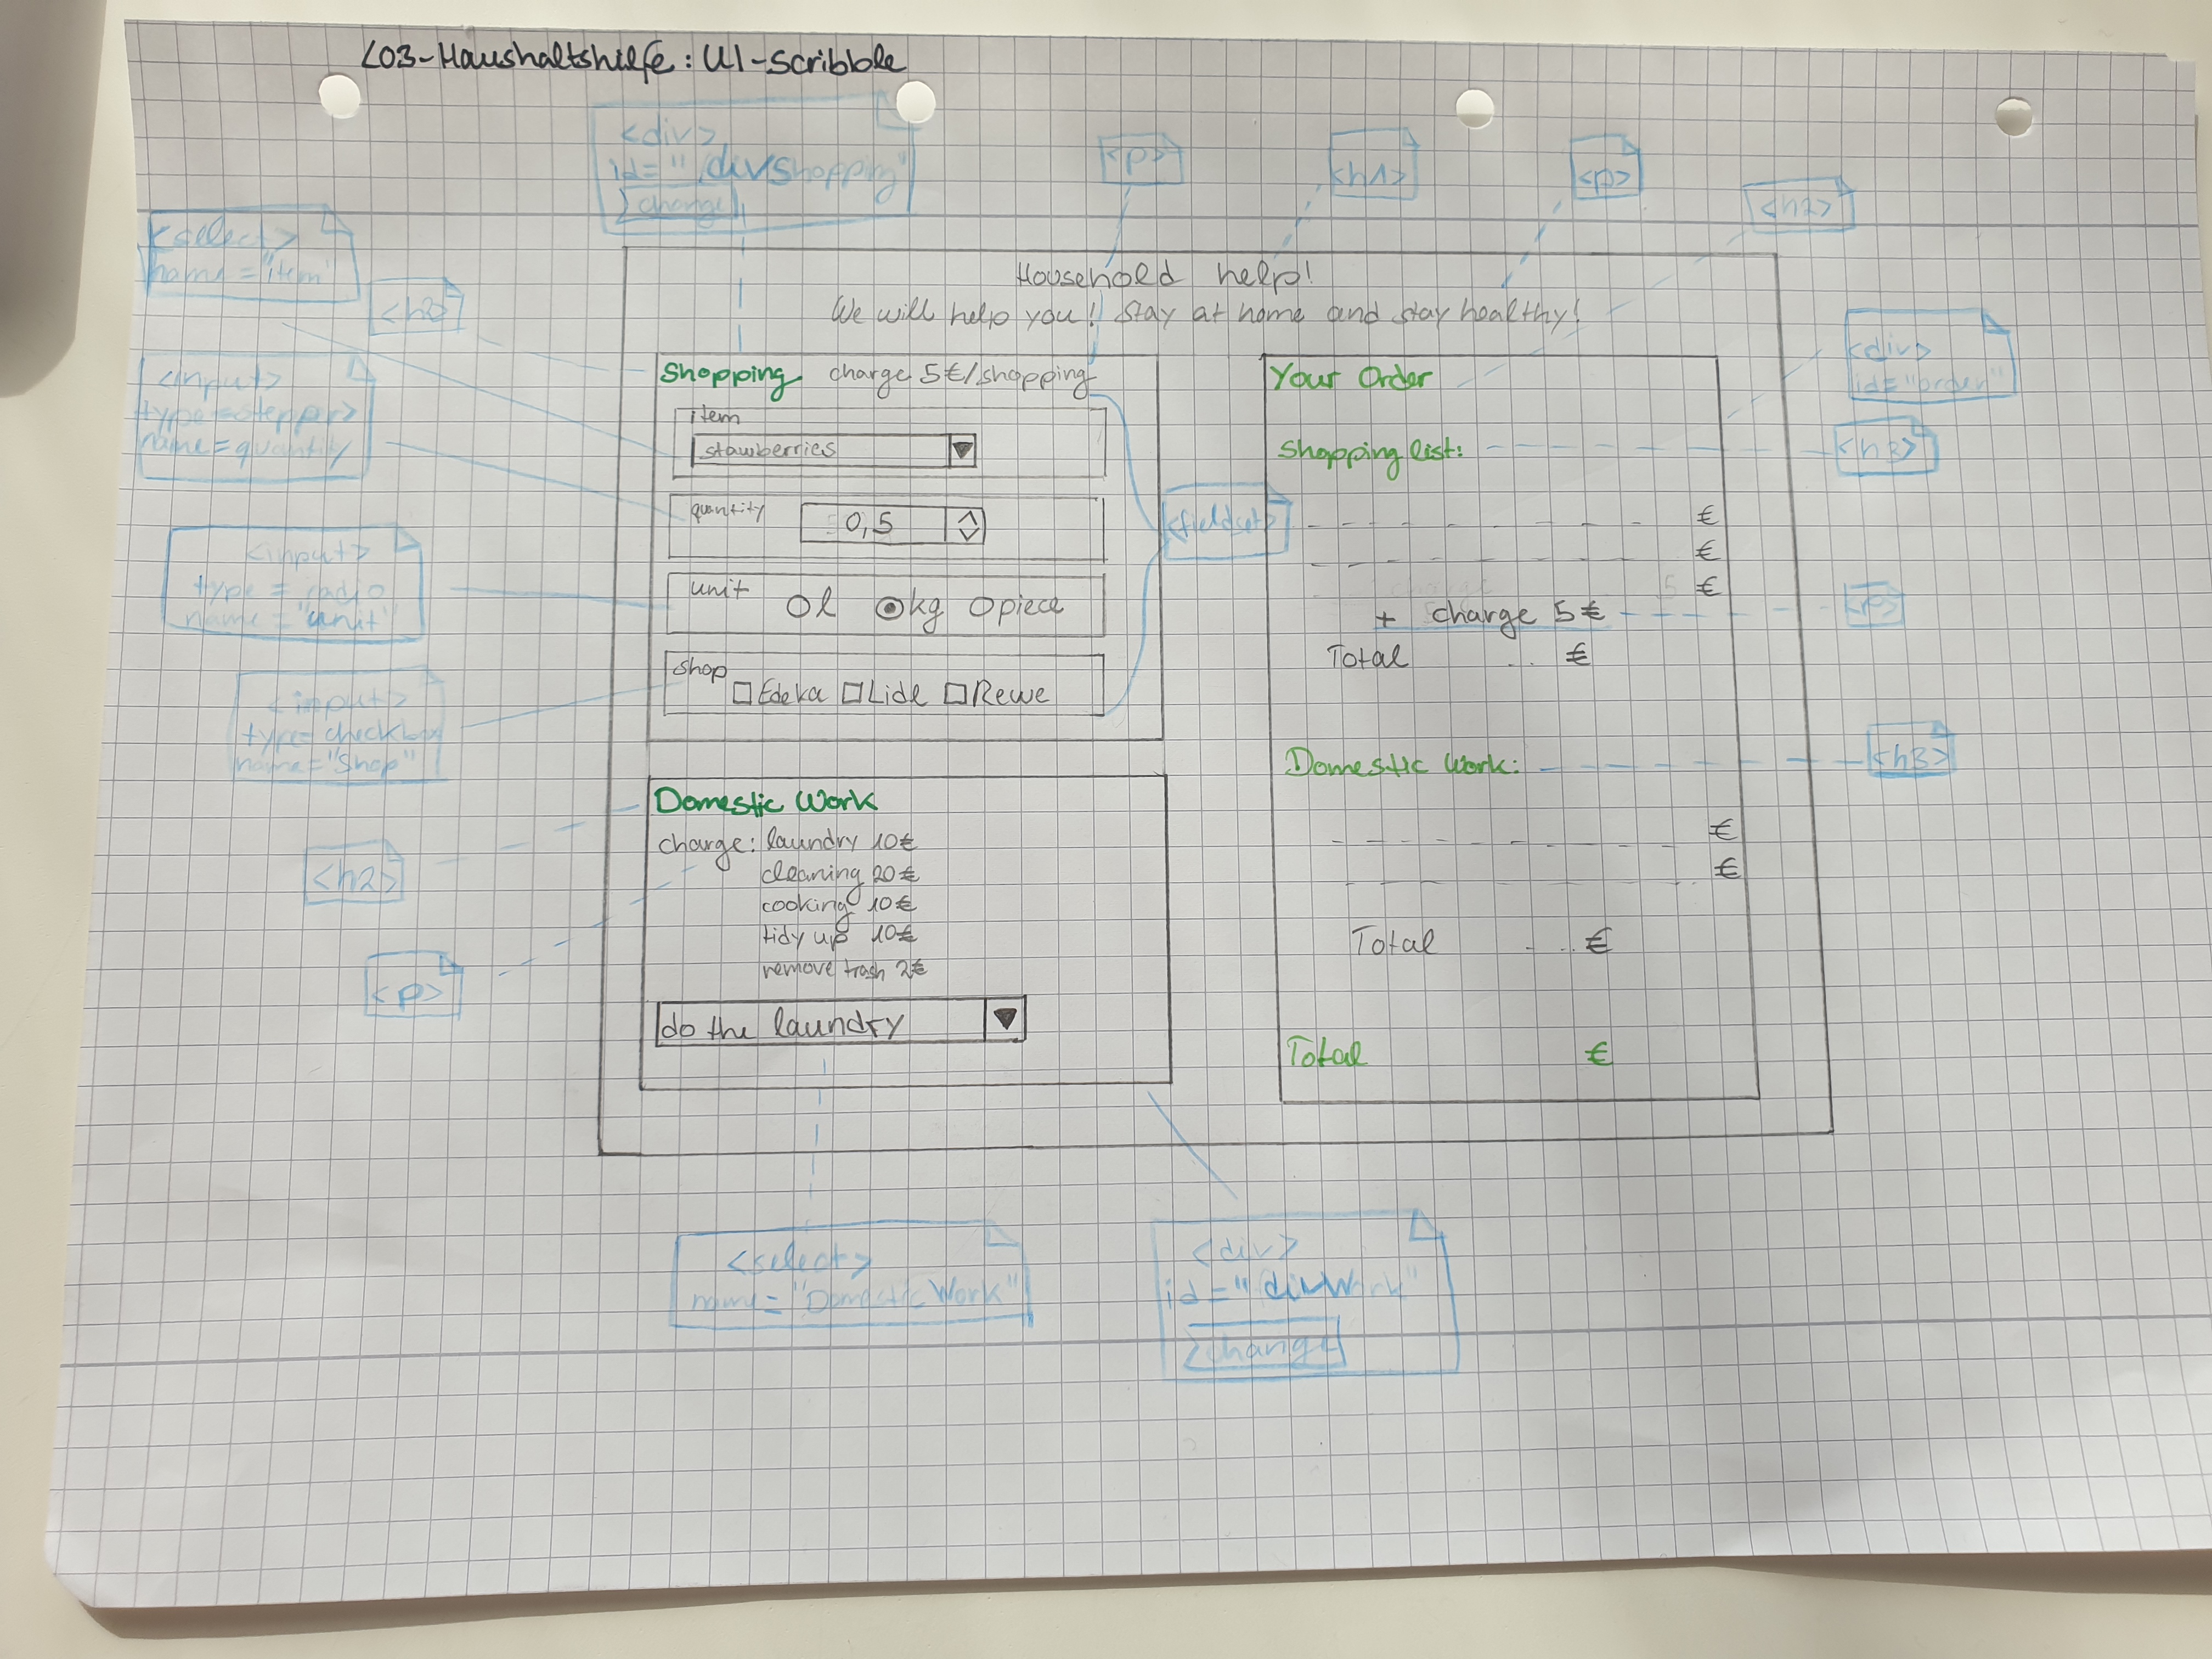 L03-Haushaltshilfe: UI-Scribble
<div>
id="divShopping"
change
<p>
<h1>
<p>
<h2>
<select>
name="item"
<h2>
<input>
type=stepper>
name=quantity
<input>
type=radio
name="unit"
<input>
type=checkbox
name="Shop"
<h2>
<p>
Household help!
We will help you! Stay at home and stay healthy!
Shopping charge 5€/shopping
item
stawberries
quantity
0,5
unit
l kg piece
shop
Edeka Lidl Rewe
<fieldset>
Domestic Work
charge: laundry 10€
cleaning 20€
cooking 10€
tidy up 10€
remove trash 2€
do the laundry
Your Order
Shopping list:
€
€
€
+ charge 5€
Total €
Domestic Work:
€
€
Total €
Total €
<div>
id="order"
<h3>
<p>
<h3>
<select>
name="DomesticWork"
<div>
id="divWork"
change